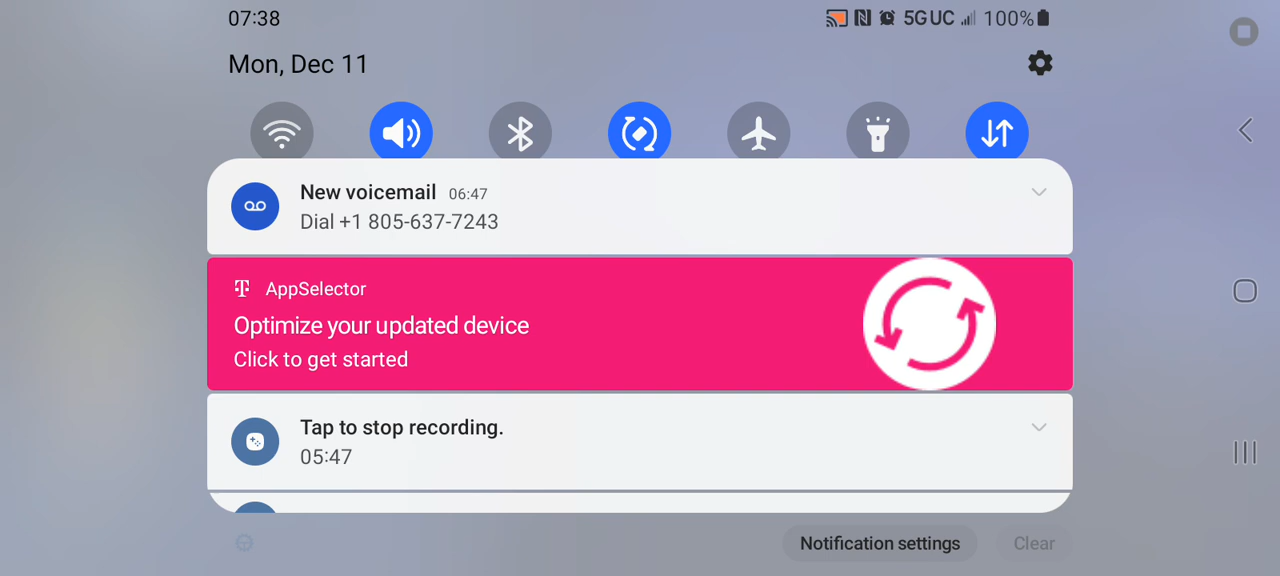 07:38
5G UC 100%
Mon, Dec 11
New voicemail 06:47
Dial +1 805-637-7243
T AppSelector
Optimize your updated device
Click to get started
Tap to stop recording.
05:47
Notification settings Clear